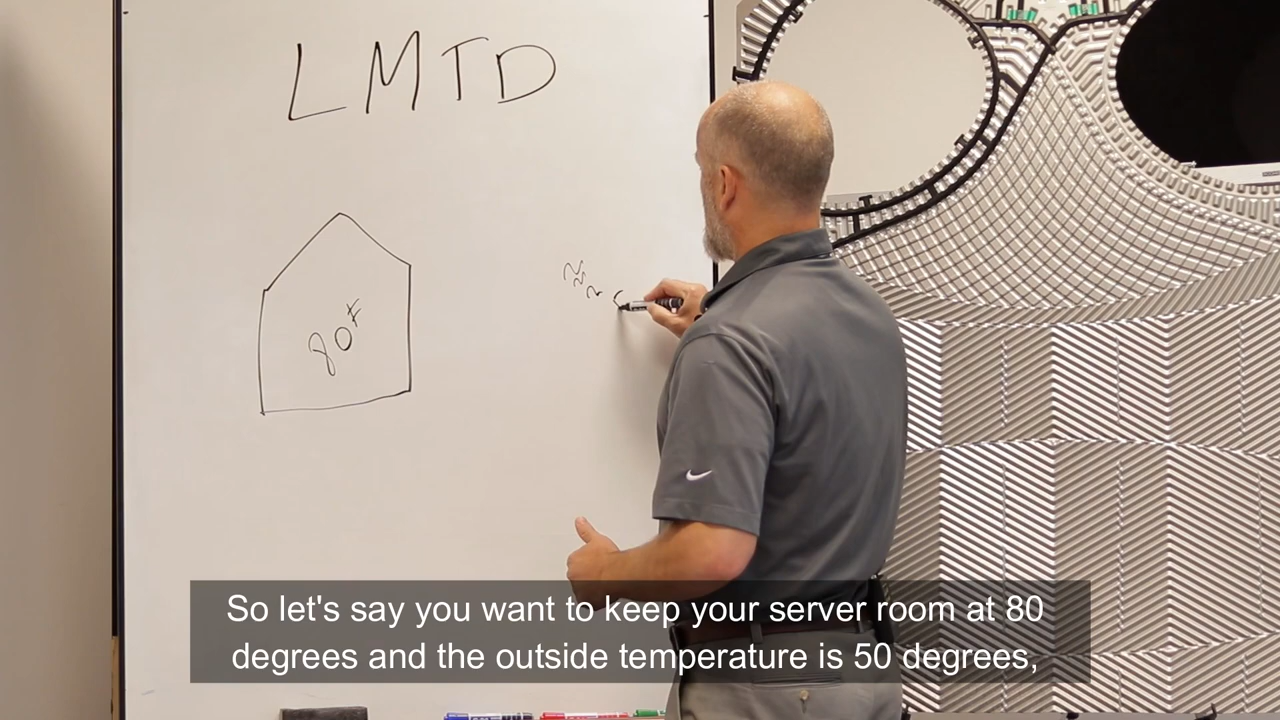 LMTD
80F
So let's say you want to keep your server room at 80
degrees and the outside temperature is 50 degrees,